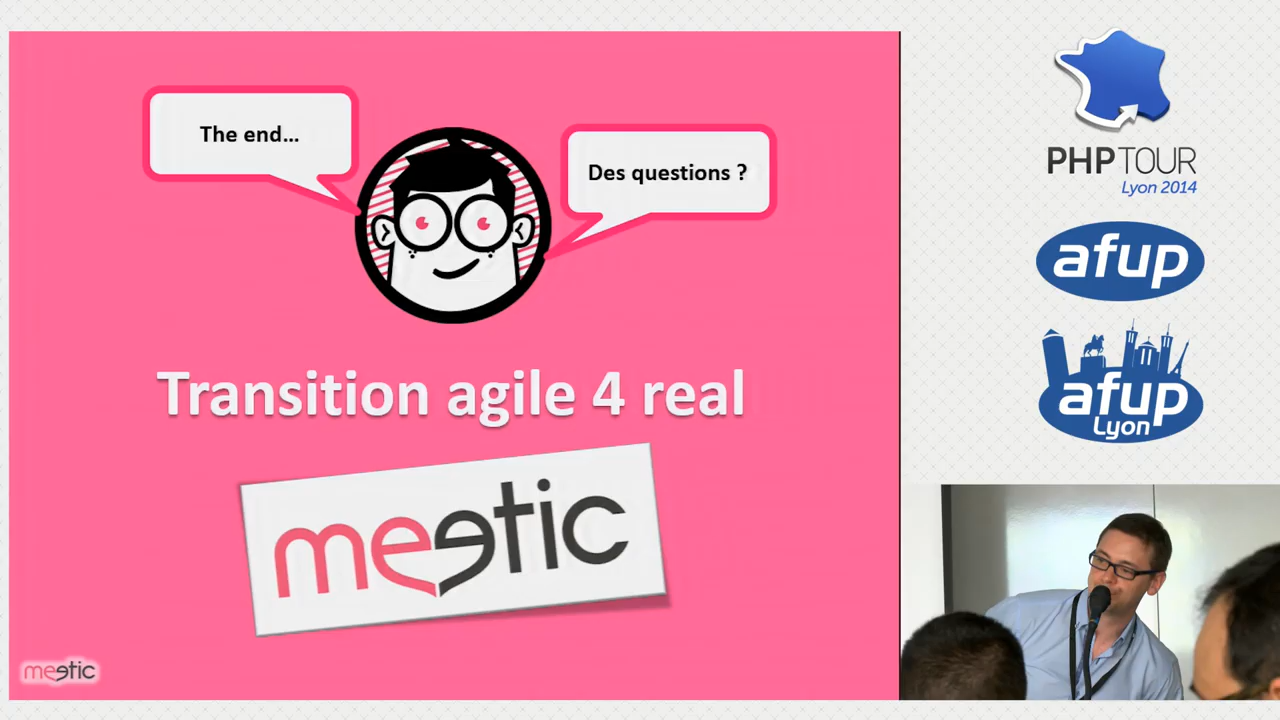 The end...
Des questions ?
Transition agile 4 real
meetic
meetic
PHP TOUR
Lyon 2014
afup
afup
Lyon